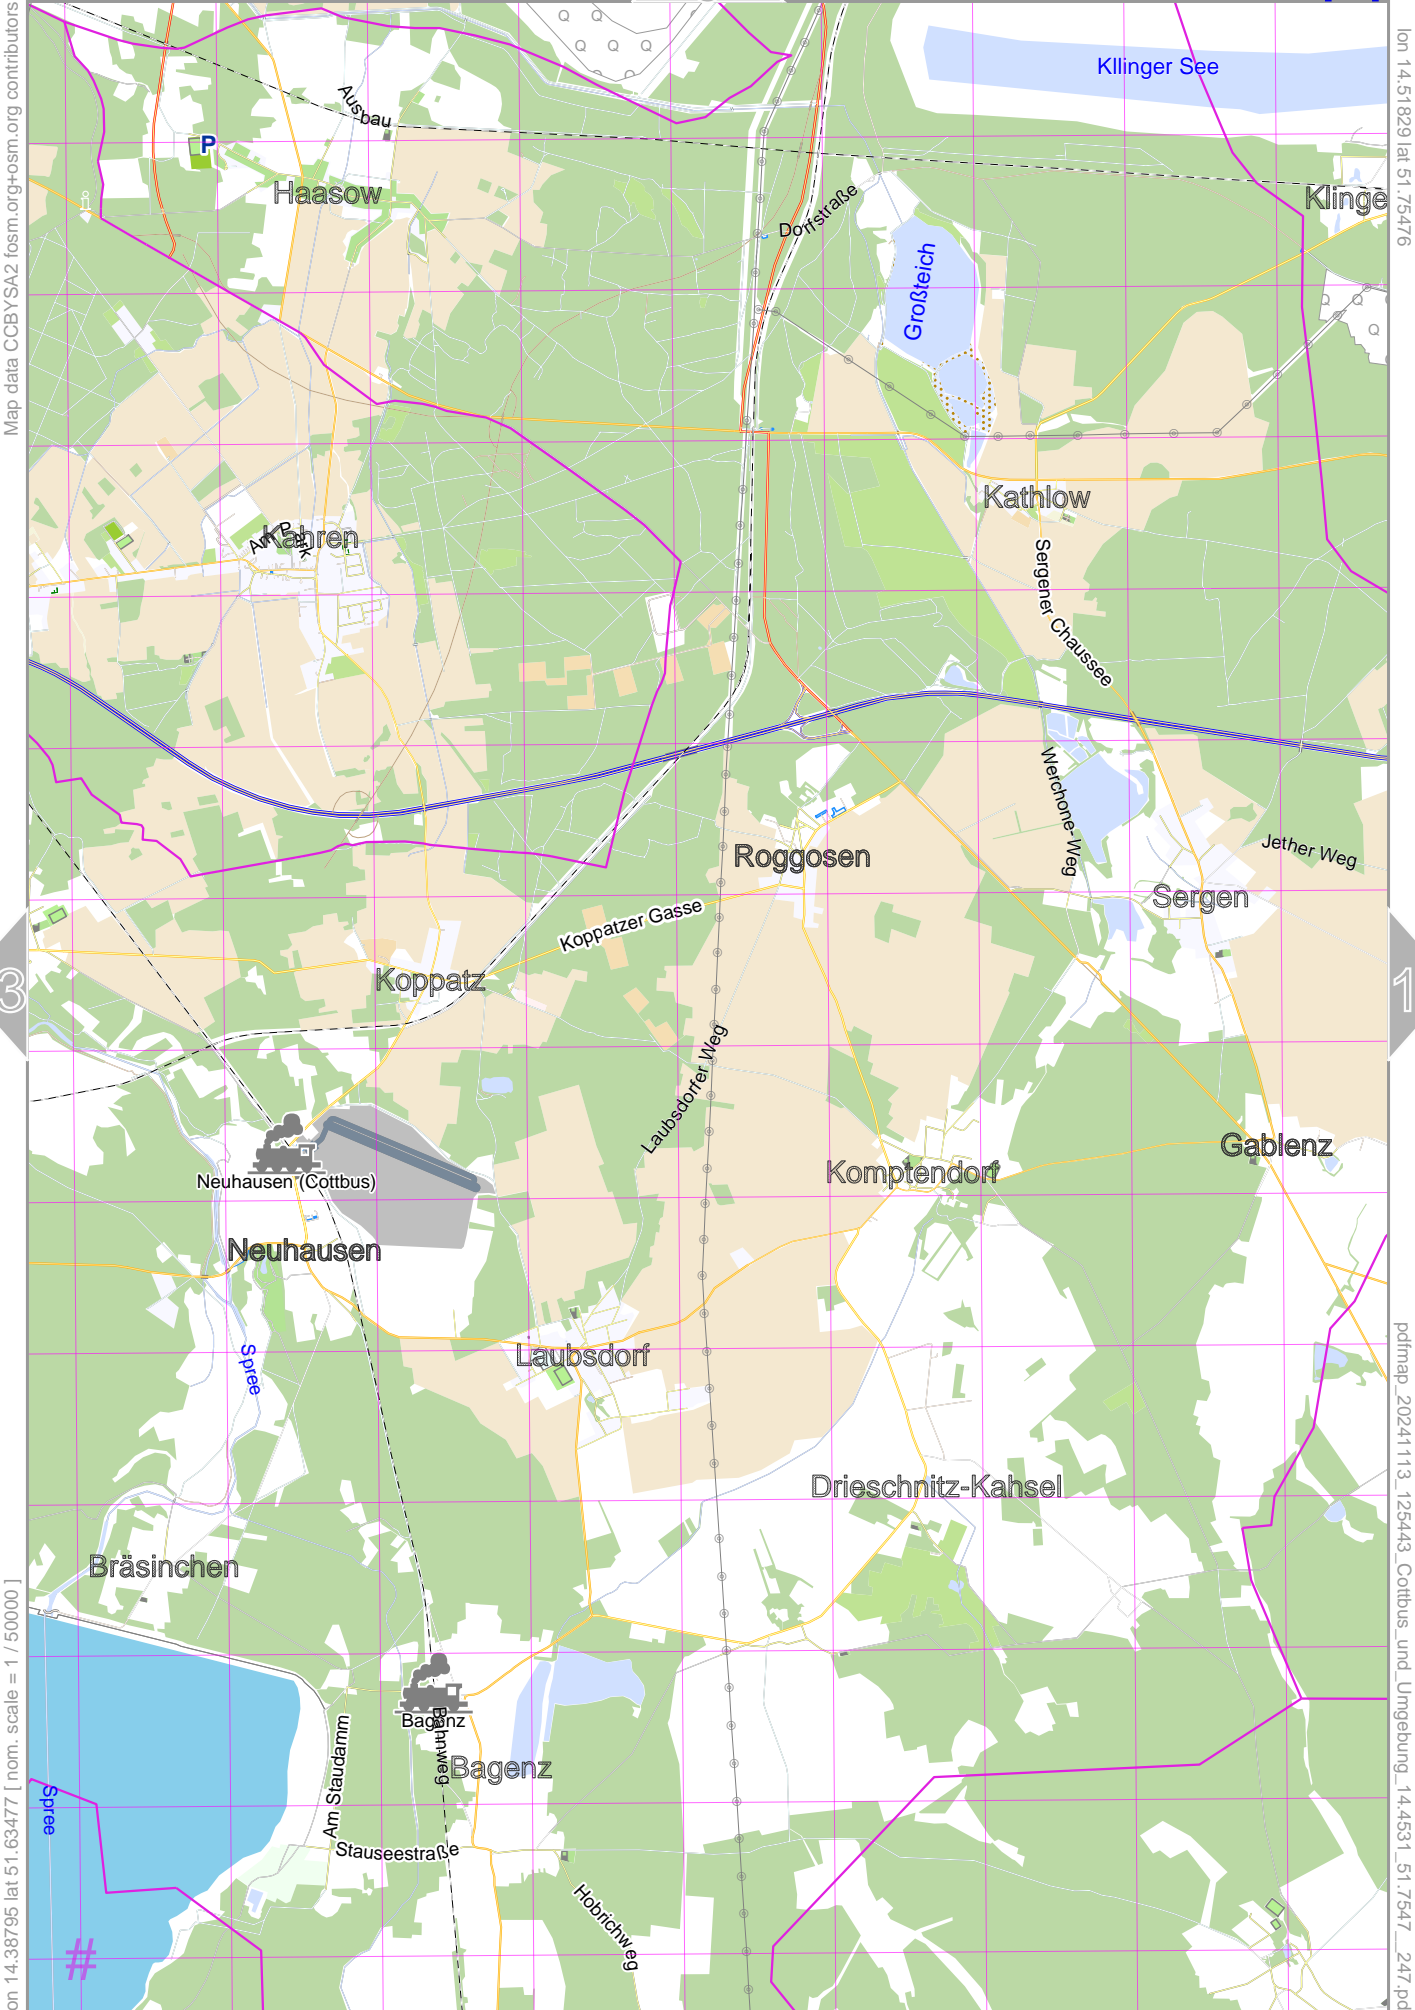 Map data CCBYSA2 fosm.org+osm.org contributors
lon 14.51829 lat 51.75476
Kllinger See
Ausbau
P
Haasow
i
Klinge
Dorfstraße
Großteich
Q Q
Q Q Q
Q
Q
Q
Kathlow
Kahren
Am Park
Sergener Chaussee
Werchone-Weg
Roggosen
Jether Weg
Sergen
Koppatzer Gasse
Koppatz
3
1
Laubsdorfer Weg
Gablenz
Komptendorf
Neuhausen (Cottbus)
Neuhausen
Spree
Laubsdorf
Drieschnitz-Kahsel
Bräsinchen
Bagenz
Bahnweg
Bagenz
Am Staudamm
Spree
Stauseestraße
Hobrichweg
#
on 14.38795 lat 51.63477 [ nom. scale = 1 / 50000 ]
pdfmap_20241113_125443_Cottbus_und_Umgebung_14.4531_51.7547__247.pd